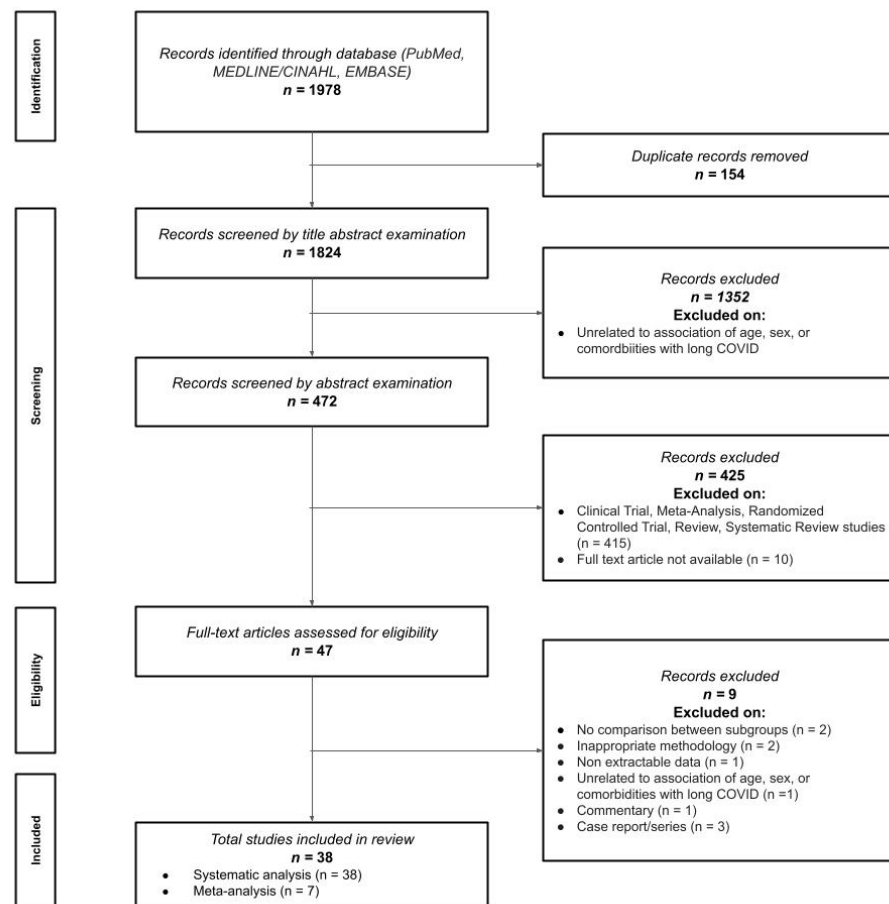 Identification
Records identified through database (PubMed,
MEDLINE/CINAHL, EMBASE)
n = 1978
Duplicate records removed
n = 154
Screening
Records screened by title abstract examination
n = 1824
Records excluded
n = 1352
Excluded on:
● Unrelated to association of age, sex, or
comordbiities with long COVID
Records screened by abstract examination
n = 472
Records excluded
n = 425
Excluded on:
● Clinical Trial, Meta-Analysis, Randomized
Controlled Trial, Review, Systematic Review studies
(n = 415)
● Full text article not available (n = 10)
Eligibility
Full-text articles assessed for eligibility
n = 47
Records excluded
n = 9
Excluded on:
● No comparison between subgroups (n = 2)
● Inappropriate methodology (n = 2)
● Non extractable data (n = 1)
● Unrelated to association of age, sex, or
comorbidities with long COVID (n =1)
● Commentary (n = 1)
● Case report/series (n = 3)
Included
Total studies included in review
n = 38
● Systematic analysis (n = 38)
● Meta-analysis (n = 7)